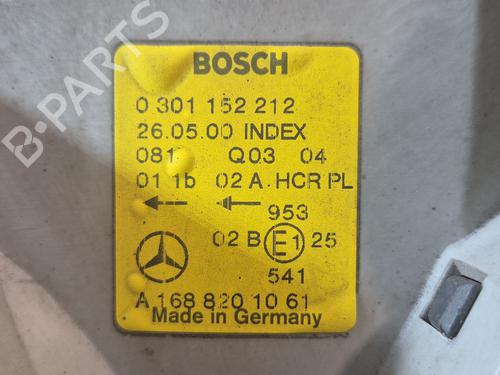 BOSCH
0 301 152 212
26.05.00 INDEX
081 Q03 04
01 1b 02 A. HCR PL
953
02 B E1 25
541
A 168 820 10 61
Made in Germany
B-PARTS